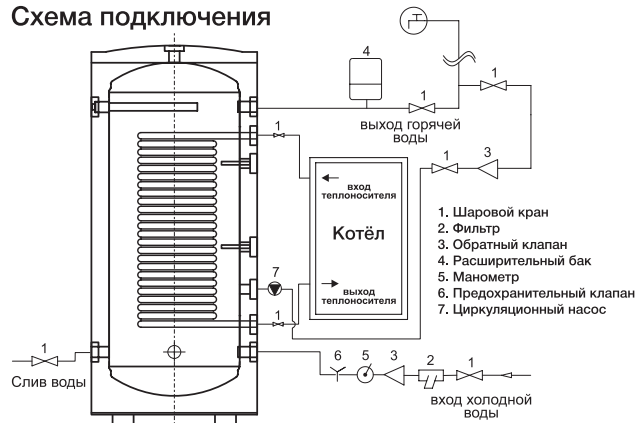 Схема подключения
4
1
1
выход горячей
воды
1
1
3
вход
теплоносителя
Котёл
выход
теплоносителя
7
1
1. Шаровой кран
2. Фильтр
3. Обратный клапан
4. Расширительный бак
5. Манометр
6. Предохранительный клапан
7. Циркуляционный насос
1
Слив воды
6
5
3
2
1
вход холодной
воды